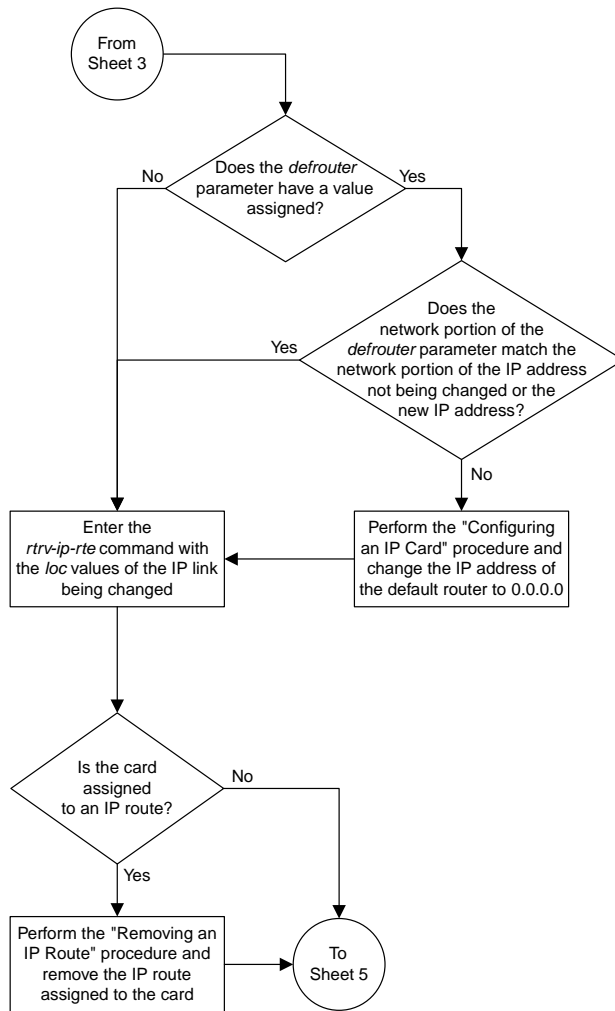 From
Sheet 3
Does the defrouter
parameter have a value
assigned?
No
Yes
Does the
network portion of the
defrouter parameter match the
network portion of the IP address
not being changed or the
new IP address?
Yes
No
Enter the
rtrv-ip-rte command with
the loc values of the IP link
being changed
Perform the "Configuring
an IP Card" procedure and
change the IP address of
the default router to 0.0.0.0
Is the card
assigned
to an IP route?
No
Yes
Perform the "Removing an
IP Route" procedure and
remove the IP route
assigned to the card
To
Sheet 5